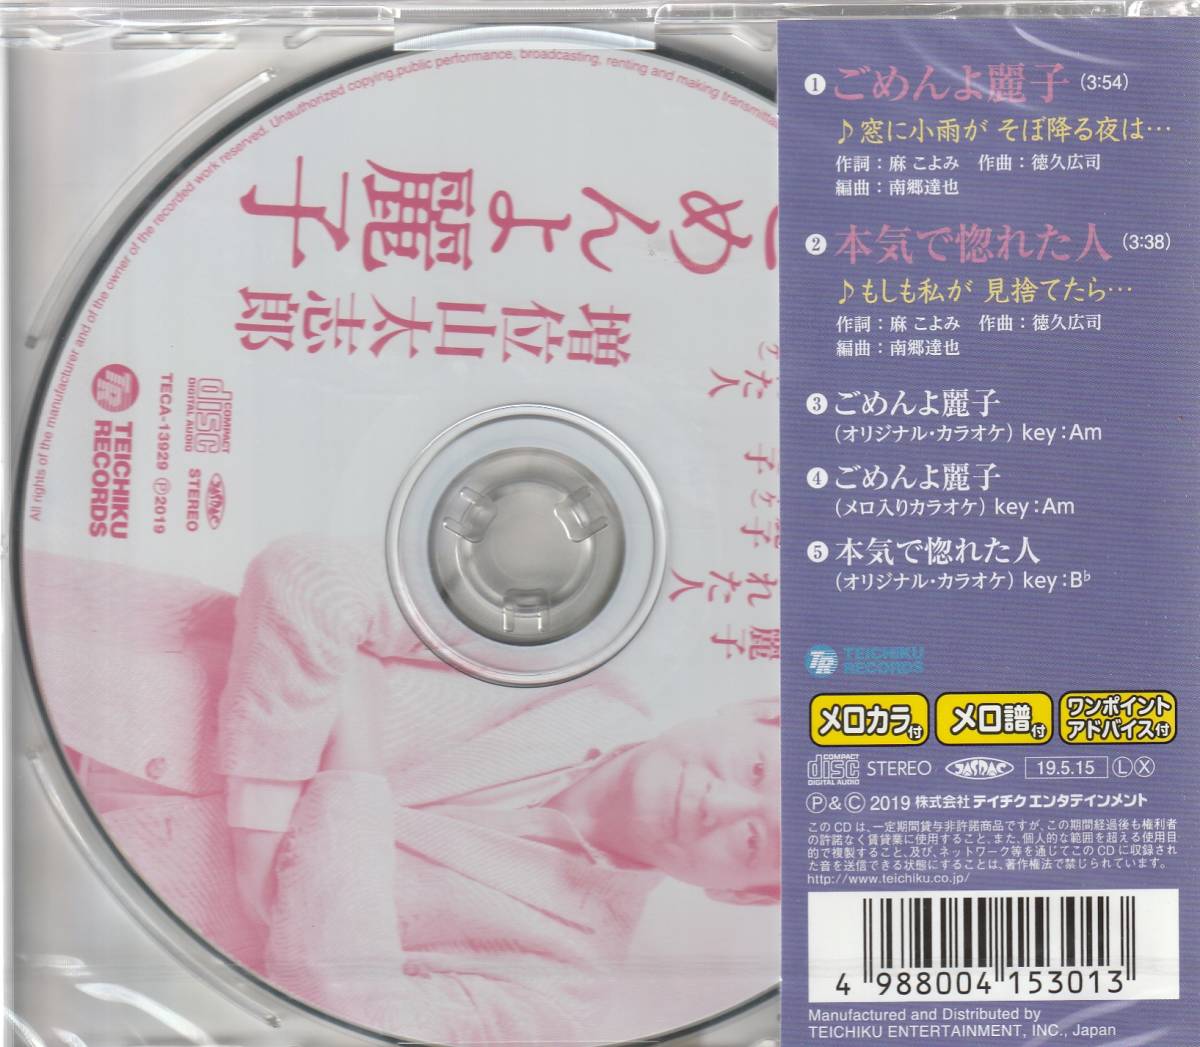 All rights of the manufacturer and of the owner of the recorded work reserved. Unauthorized copying, public performance, broadcasting, renting and making
ごめんよ麗子
増位山太志郎
COMPACT
disc
DIGITAL AUDIO
STEREO
JASRAC
TECA-13929 Ⓟ2019
TEICHIKU
RECORDS
❶ ごめんよ麗子 (3:54)
♪窓に小雨が そぼ降る夜は…
作詞：麻 こよみ 作曲：徳久広司
編曲：南郷達也
❷ 本気で惚れた人 (3:38)
♪もしも私が 見捨てたら…
作詞：麻 こよみ 作曲：徳久広司
編曲：南郷達也
❸ ごめんよ麗子
(オリジナル・カラオケ) key：Am
❹ ごめんよ麗子
(メロ入りカラオケ) key：Am
❺ 本気で惚れた人
(オリジナル・カラオケ) key：B♭
TEICHIKU
RECORDS
メロカラ付
メロ譜付
ワンポイント
アドバイス付
COMPACT
disc
DIGITAL AUDIO
STEREO JASRAC 19.5.15 Ⓛ Ⓧ
Ⓟ&Ⓒ 2019 株式会社 テイチクエンタテインメント
このCDは、一定期間貸与非許諾商品ですが、この期間経過後も権利者
の許諾なく賃貸業に使用すること、また、個人的な範囲を超える使用目
的で複製すること、及び、ネットワーク等を通じてこのCDに収録され
た音を送信できる状態にすることは、著作権法で禁じられています。
http://www.teichiku.co.jp/
4 988004 153013
Manufactured and Distributed by
TEICHIKU ENTERTAINMENT, INC., Japan